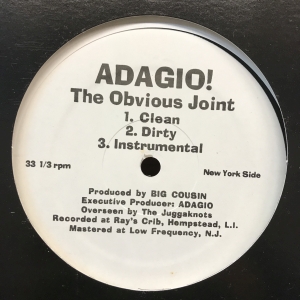 ADAGIO!
The Obvious Joint
1. Clean
2. Dirty
3. Instrumental
33 1/3 rpm
New York Side
Produced by BIG COUSIN
Executive Producer: ADAGIO
Overseen by The Juggaknots
Recorded at Ray's Crib, Hempstead, L.I.
Mastered at Low Frequency, N.J.